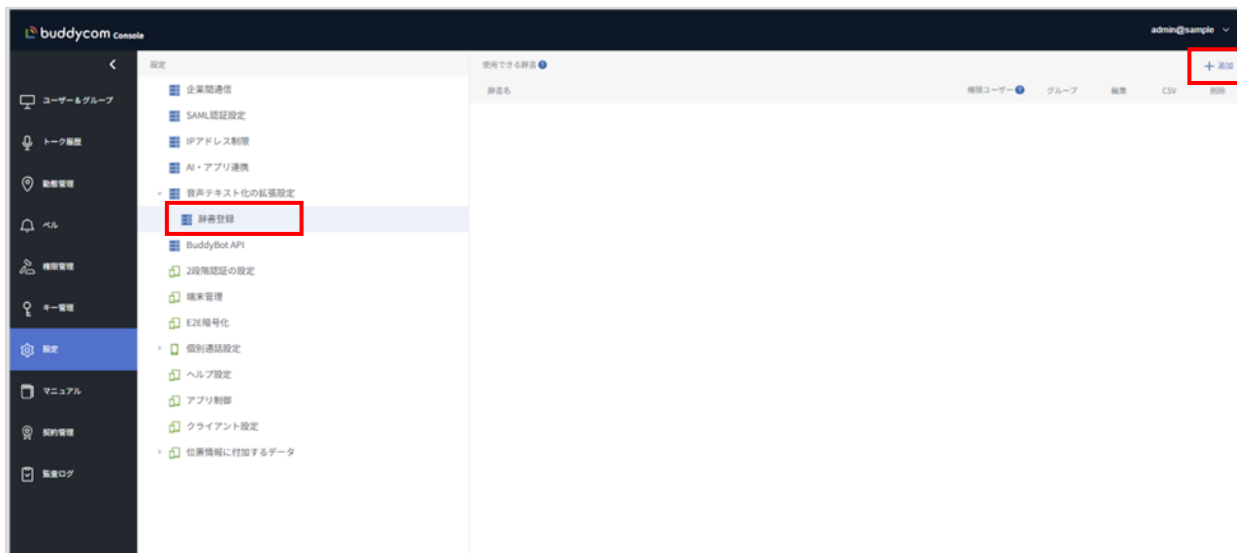 buddycom Console
admin@sample
設定
使用できる辞書
+ 追加
ユーザー&グループ
企業間通信
辞書名
権限ユーザー
グループ
編集
CSV
削除
SAML認証設定
トーク履歴
IPアドレス制限
AI・アプリ連携
動態管理
音声テキスト化の拡張設定
ベル
辞書登録
BuddyBot API
権限管理
2段階認証の設定
キー管理
端末管理
E2E暗号化
設定
個別通話設定
ヘルプ設定
マニュアル
アプリ制御
契約管理
クライアント設定
位置情報に付加するデータ
監査ログ